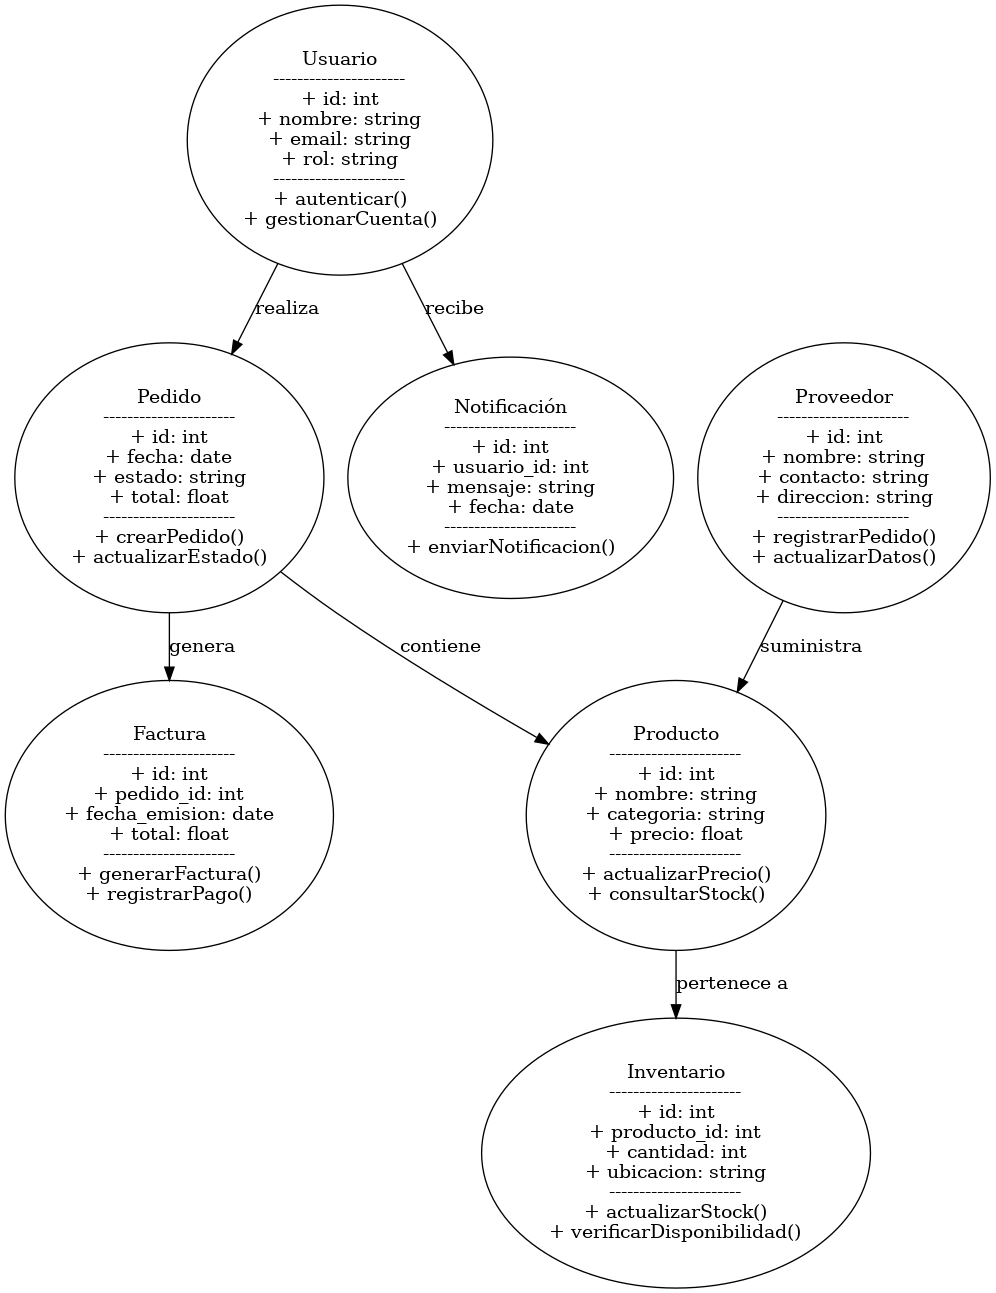 Usuario
----------------------
+ id: int
+ nombre: string
+ email: string
+ rol: string
----------------------
+ autenticar()
+ gestionarCuenta()
realiza
recibe
Pedido
----------------------
+ id: int
+ fecha: date
+ estado: string
+ total: float
----------------------
+ crearPedido()
+ actualizarEstado()
Notificación
----------------------
+ id: int
+ usuario_id: int
+ mensaje: string
+ fecha: date
----------------------
+ enviarNotificacion()
Proveedor
----------------------
+ id: int
+ nombre: string
+ contacto: string
+ direccion: string
----------------------
+ registrarPedido()
+ actualizarDatos()
genera
contiene
suministra
Factura
----------------------
+ id: int
+ pedido_id: int
+ fecha_emision: date
+ total: float
----------------------
+ generarFactura()
+ registrarPago()
Producto
----------------------
+ id: int
+ nombre: string
+ categoria: string
+ precio: float
----------------------
+ actualizarPrecio()
+ consultarStock()
pertenece a
Inventario
----------------------
+ id: int
+ producto_id: int
+ cantidad: int
+ ubicacion: string
----------------------
+ actualizarStock()
+ verificarDisponibilidad()